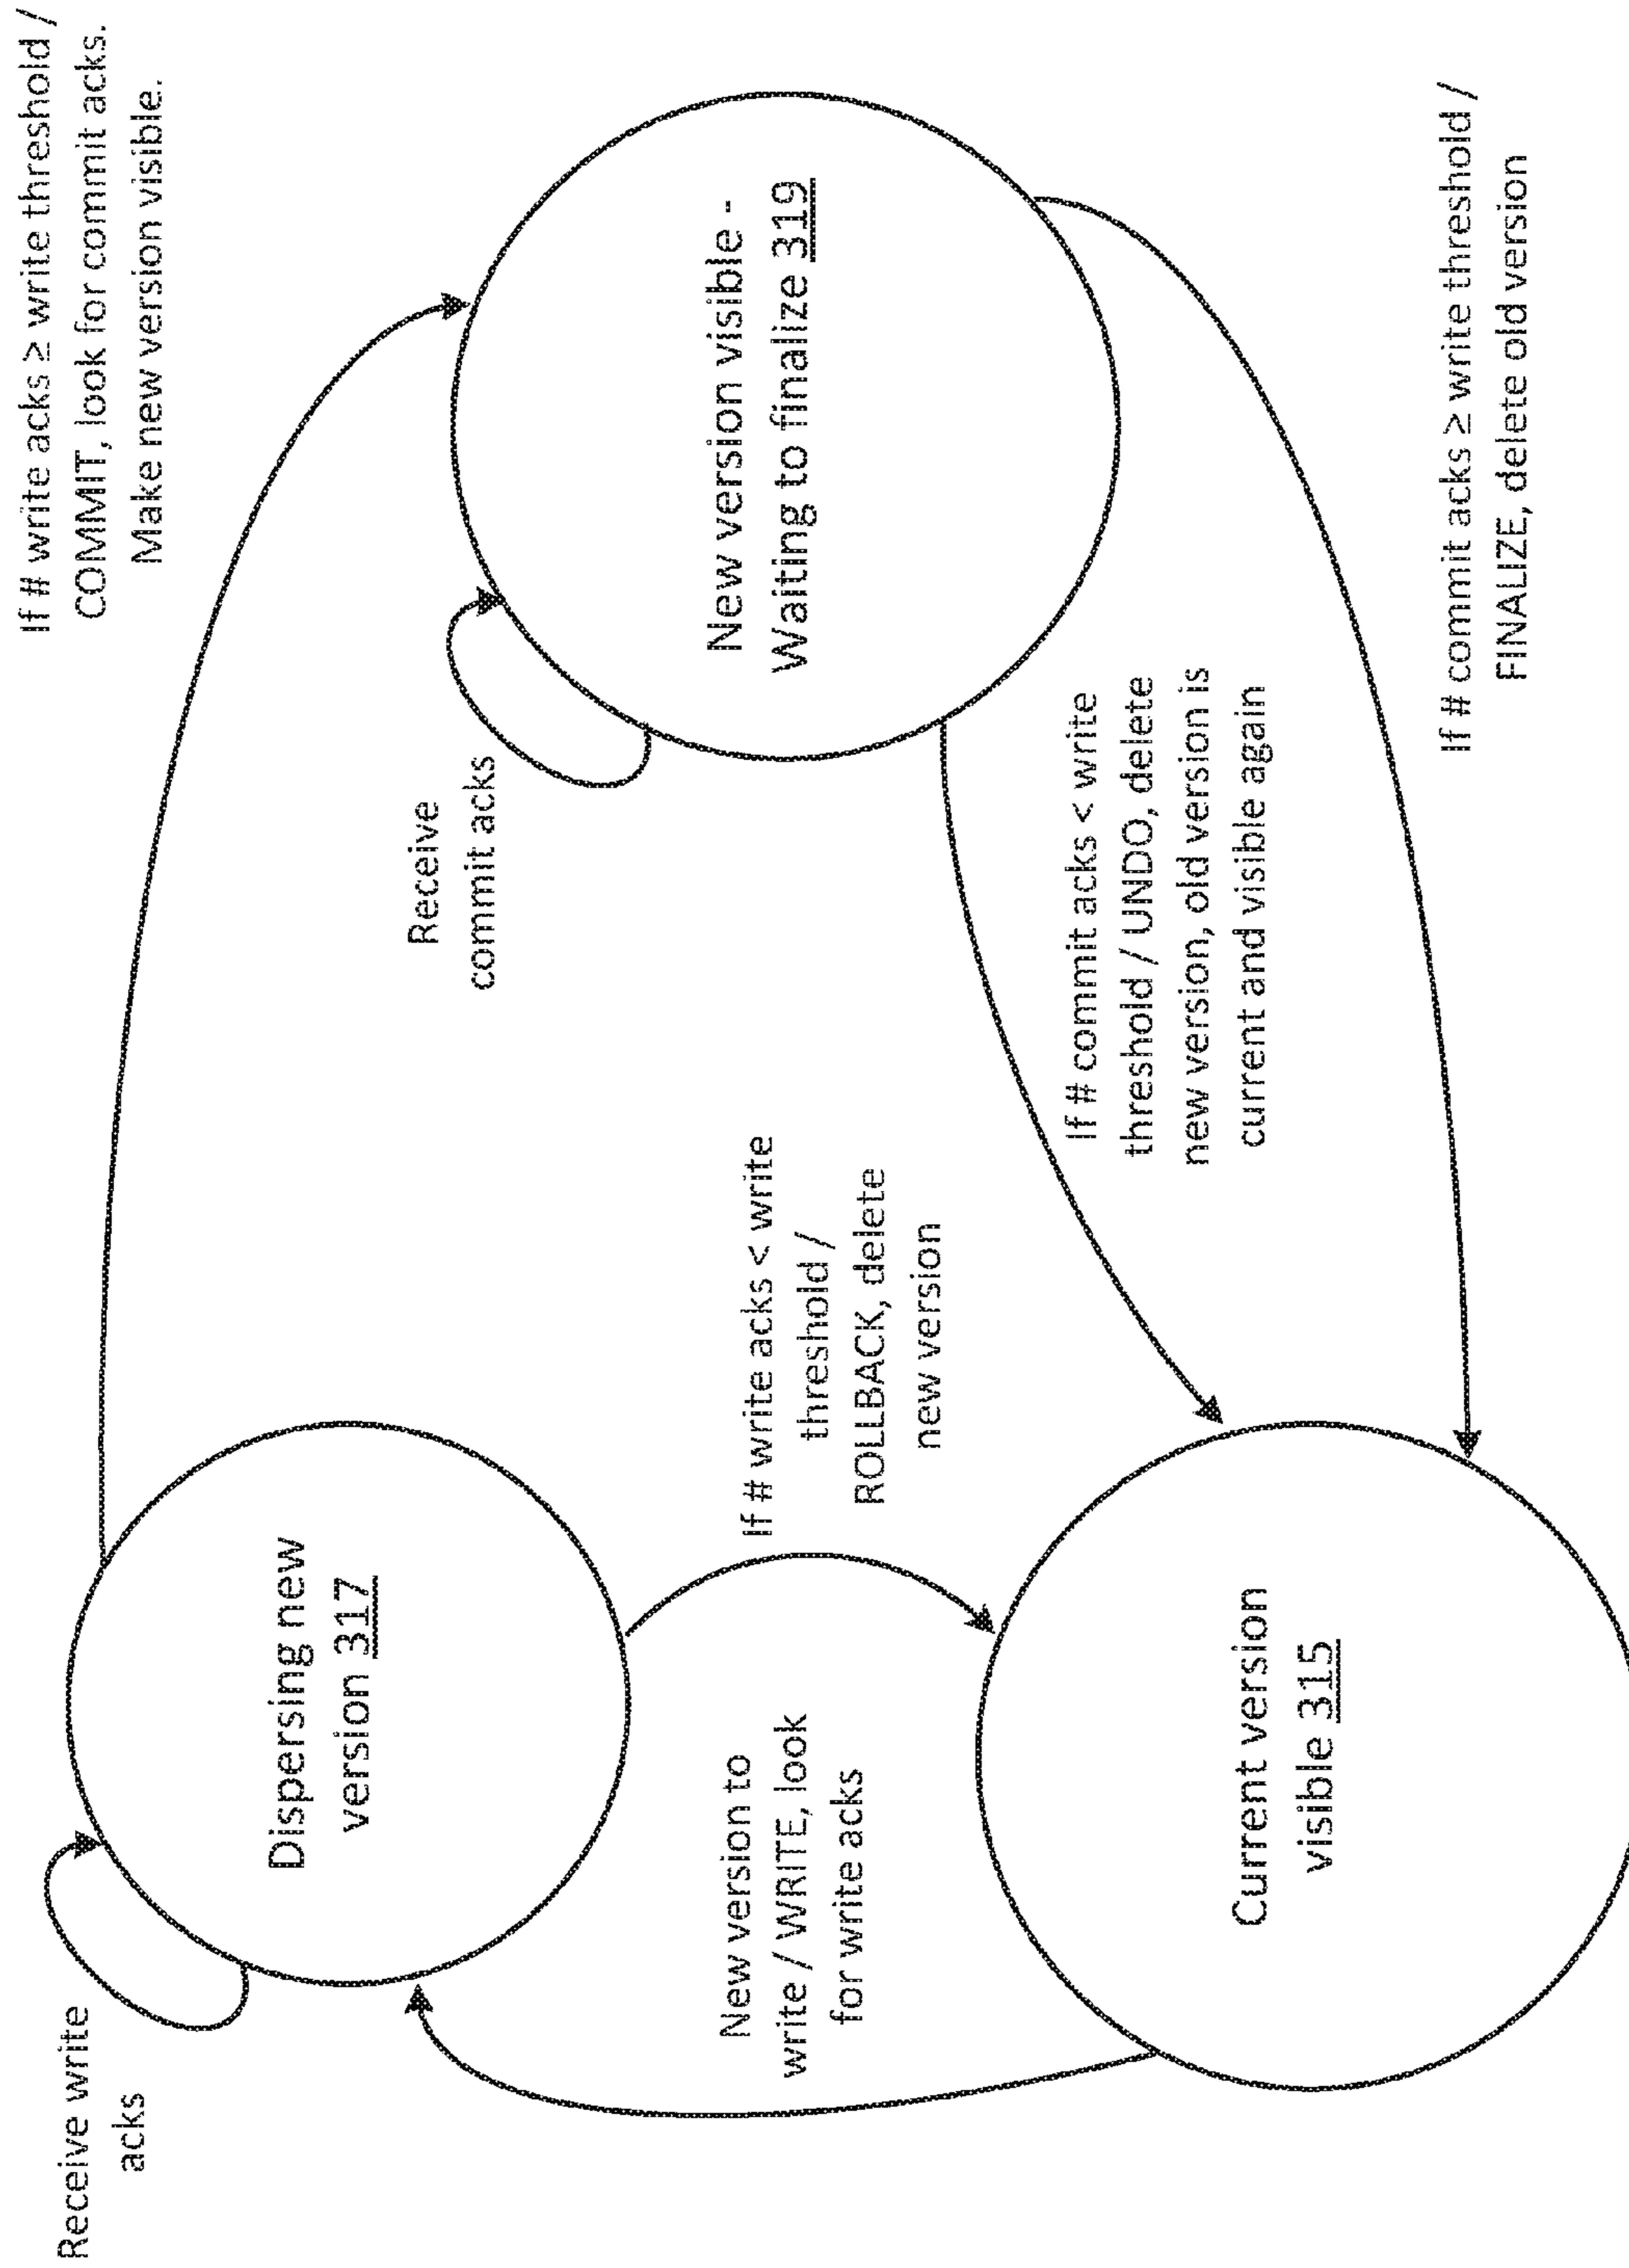 If # write acks ≥ write threshold /
COMMIT, look for commit acks.
Make new version visible.
Receive write
acks
Dispersing new
version 317
Receive
commit acks
New version visible -
Waiting to finalize 319
New version to
write / WRITE, look
for write acks
If # write acks < write
threshold /
ROLLBACK, delete
new version
If # commit acks < write
threshold / UNDO, delete
new version, old version is
current and visible again
Current version
visible 315
If # commit acks ≥ write threshold /
FINALIZE, delete old version